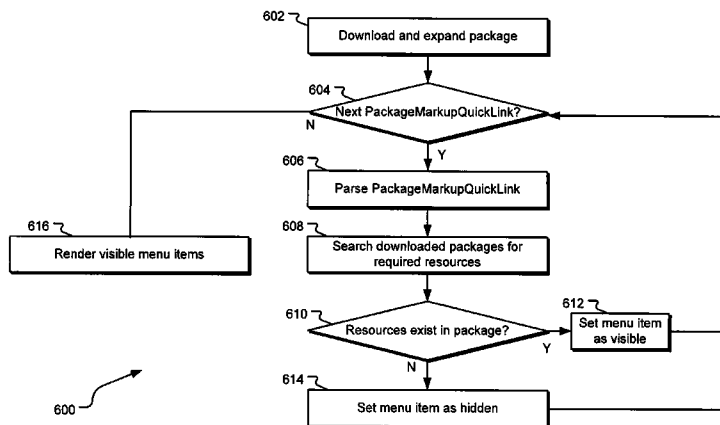 602
Download and expand package
604
Next PackageMarkupQuickLink?
N
Y
606
Parse PackageMarkupQuickLink
616
Render visible menu items
608
Search downloaded packages for
required resources
610
Resources exist in package?
Y
N
612
Set menu item
as visible
614
Set menu item as hidden
600